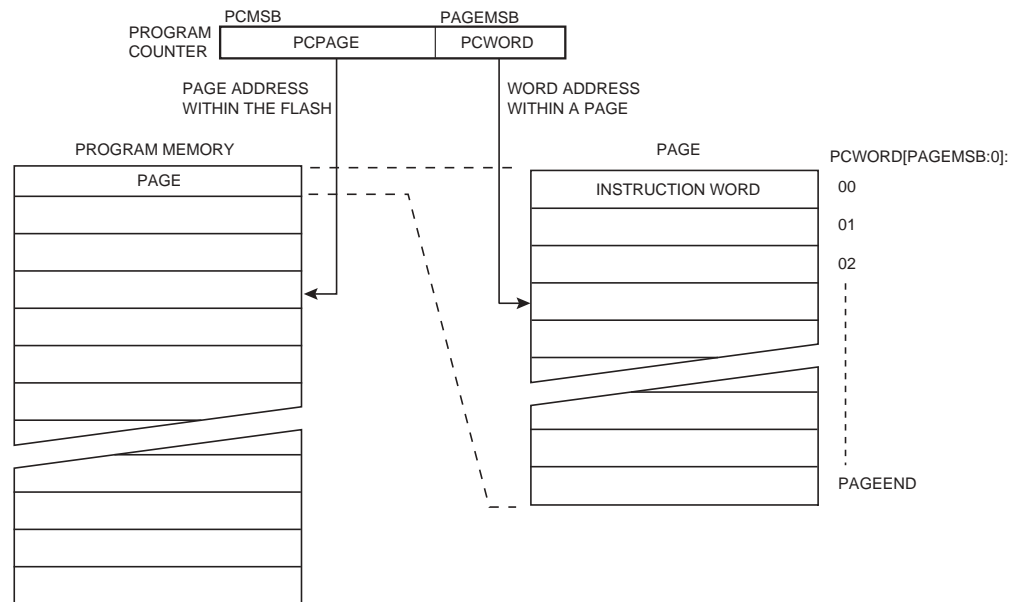 PCMSB PAGEMSB
PROGRAM
COUNTER
PCPAGE PCWORD
PAGE ADDRESS
WITHIN THE FLASH
WORD ADDRESS
WITHIN A PAGE
PROGRAM MEMORY
PAGE
PAGE
INSTRUCTION WORD
PCWORD[PAGEMSB:0]:
00
01
02
PAGEEND